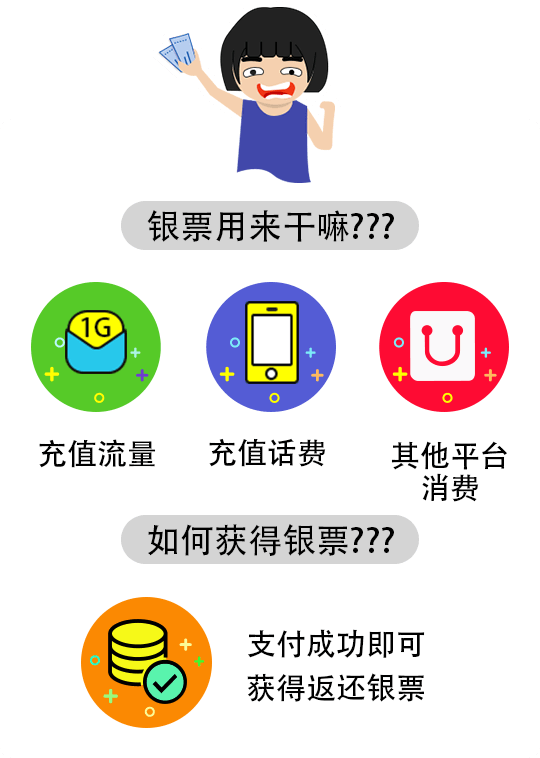 银票用来干嘛???
1G
充值流量
充值话费
其他平台
消费
如何获得银票???
支付成功即可
获得返还银票